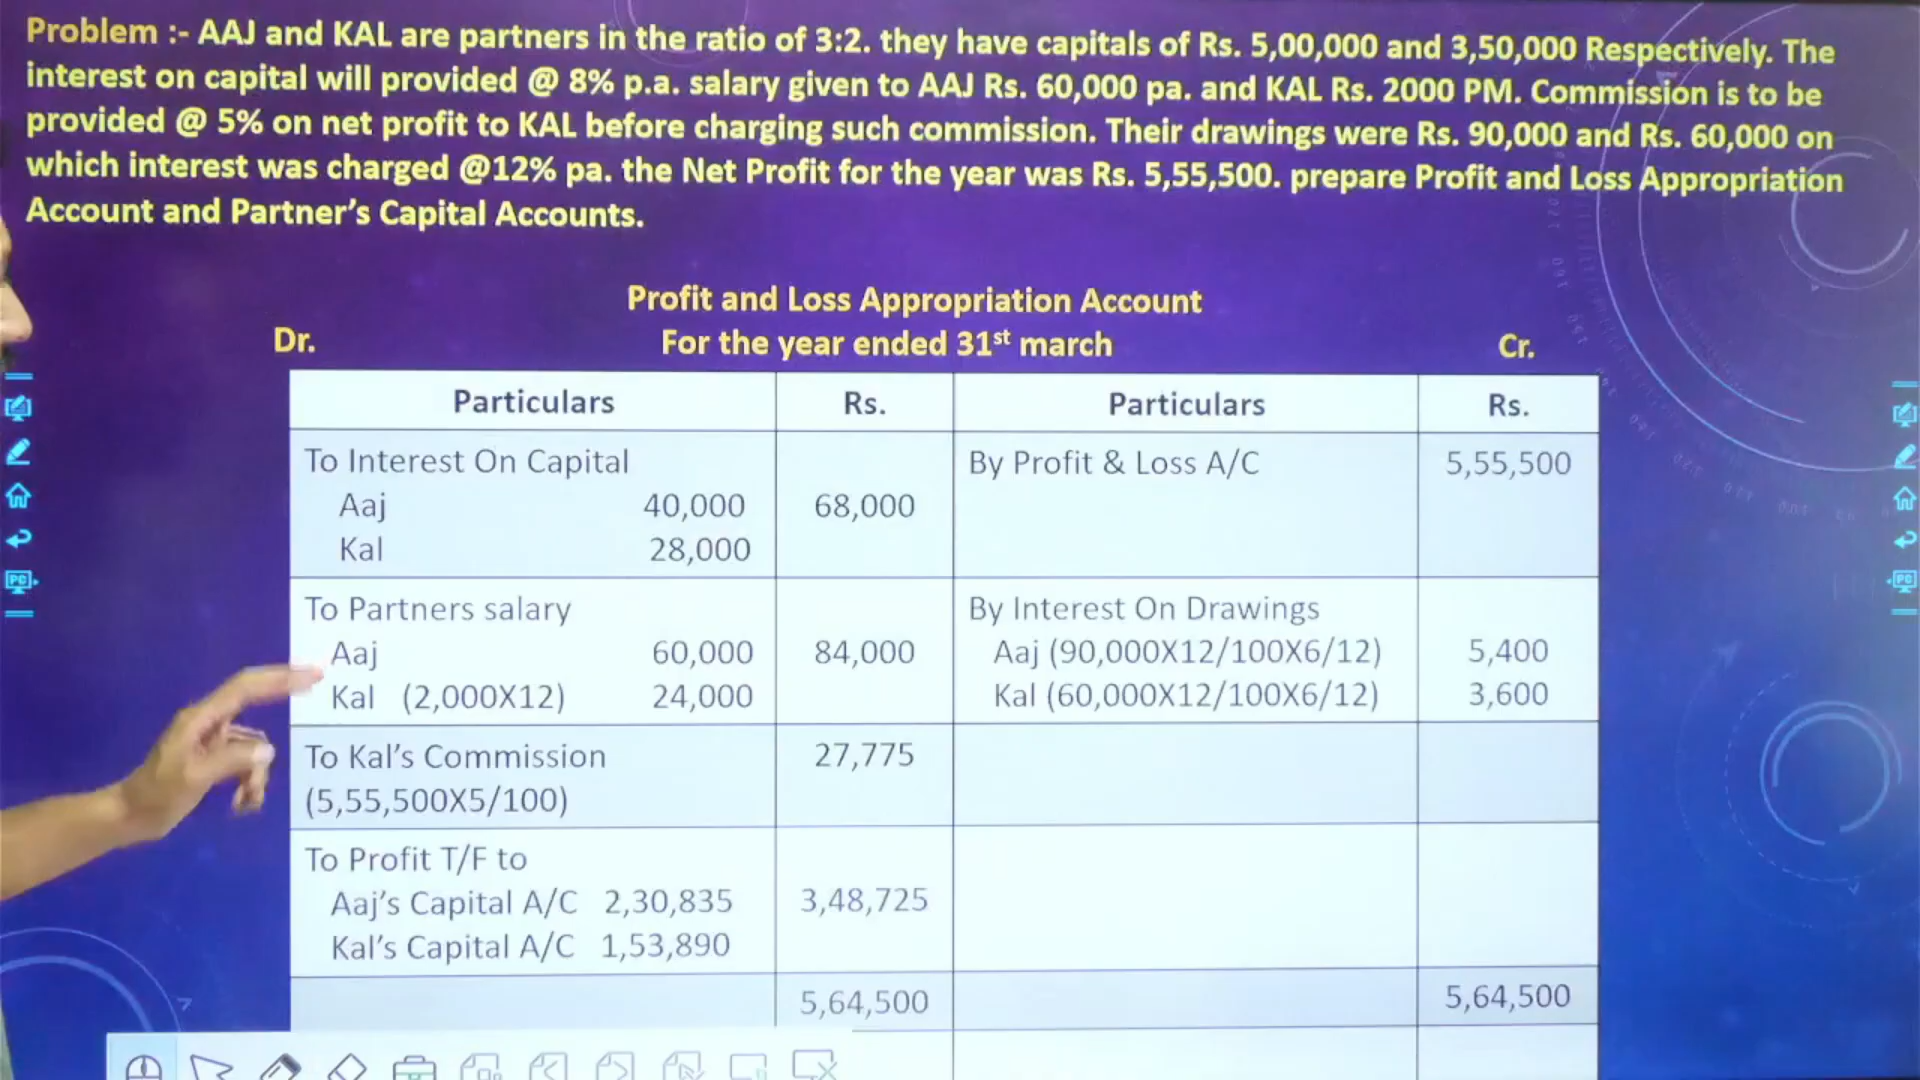 Problem :- AAJ and KAL are partners in the ratio of 3:2. they have capitals of Rs. 5,00,000 and 3,50,000 Respectively. The
interest on capital will provided @ 8% p.a. salary given to AAJ Rs. 60,000 pa. and KAL Rs. 2000 PM. Commission is to be
provided @ 5% on net profit to KAL before charging such commission. Their drawings were Rs. 90,000 and Rs. 60,000 on
which interest was charged @12% pa. the Net Profit for the year was Rs. 5,55,500. prepare Profit and Loss Appropriation
Account and Partner's Capital Accounts.
Profit and Loss Appropriation Account
Dr. For the year ended 31st march Cr.
Particulars Rs. Particulars Rs.
To Interest On Capital By Profit & Loss A/C 5,55,500
Aaj 40,000 68,000
Kal 28,000
To Partners salary By Interest On Drawings
Aaj 60,000 84,000 Aaj (90,000X12/100X6/12) 5,400
Kal (2,000X12) 24,000 Kal (60,000X12/100X6/12) 3,600
To Kal's Commission 27,775
(5,55,500X5/100)
To Profit T/F to
Aaj's Capital A/C 2,30,835 3,48,725
Kal's Capital A/C 1,53,890
5,64,500 5,64,500
PC PC